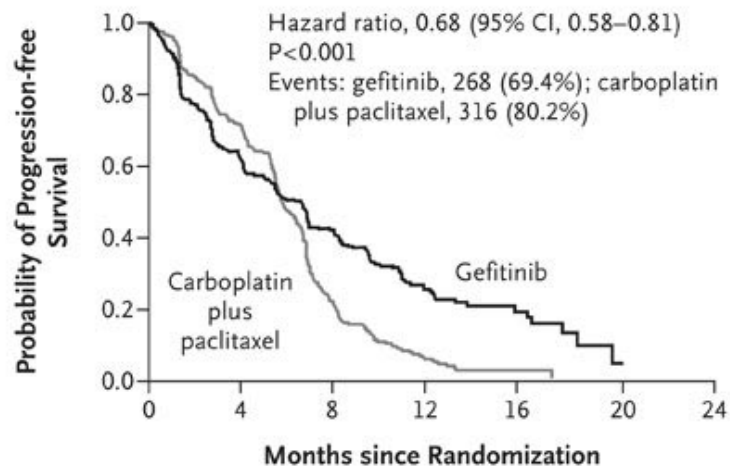 Hazard ratio, 0.68 (95% CI, 0.58–0.81)
P<0.001
Events: gefitinib, 268 (69.4%); carboplatin
plus paclitaxel, 316 (80.2%)
Probability of Progression-free
Survival
1.0
0.8
0.6
0.4
0.2
0.0
Carboplatin
plus
paclitaxel
Gefitinib
0 4 8 12 16 20 24
Months since Randomization